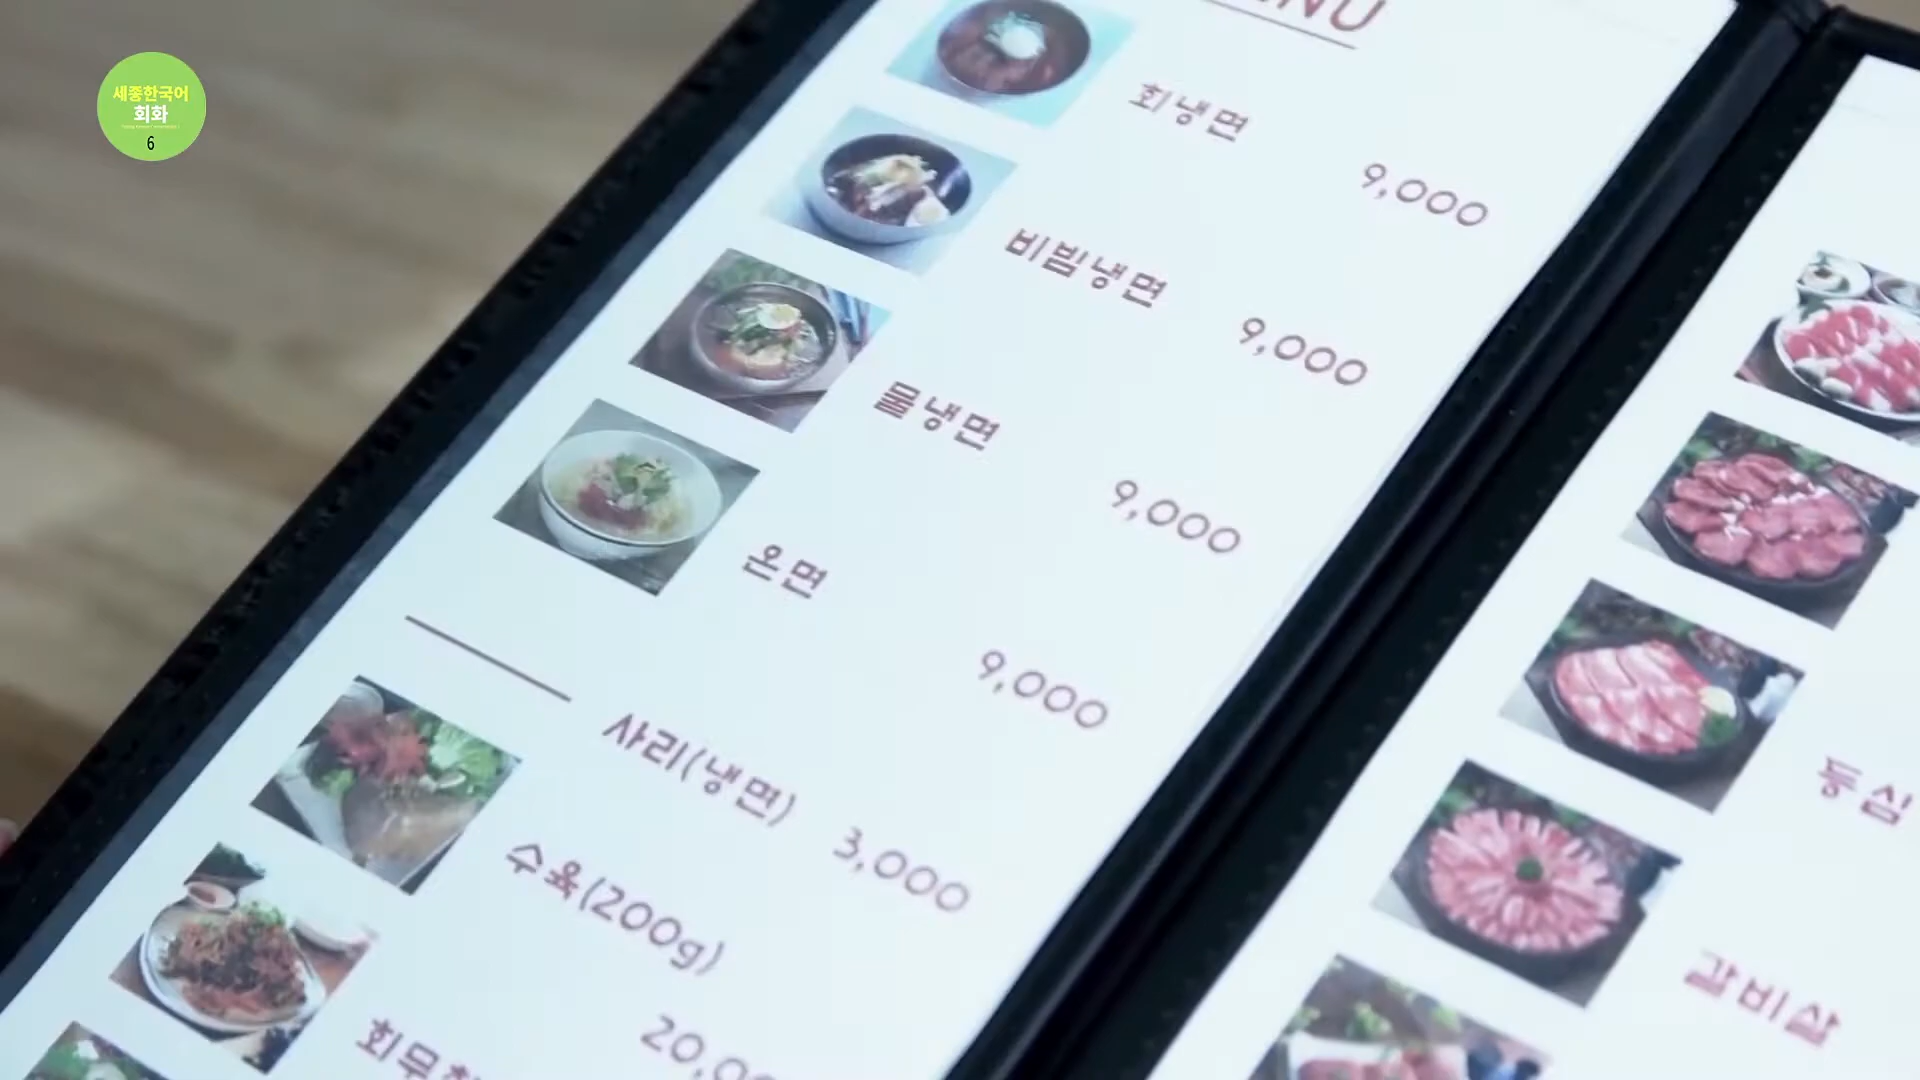 세종한국어
회화
6
회냉면 9,000
비빔냉면 9,000
물냉면 9,000
온면 9,000
사리(냉면) 3,000
수육(200g)
등심
갈비살